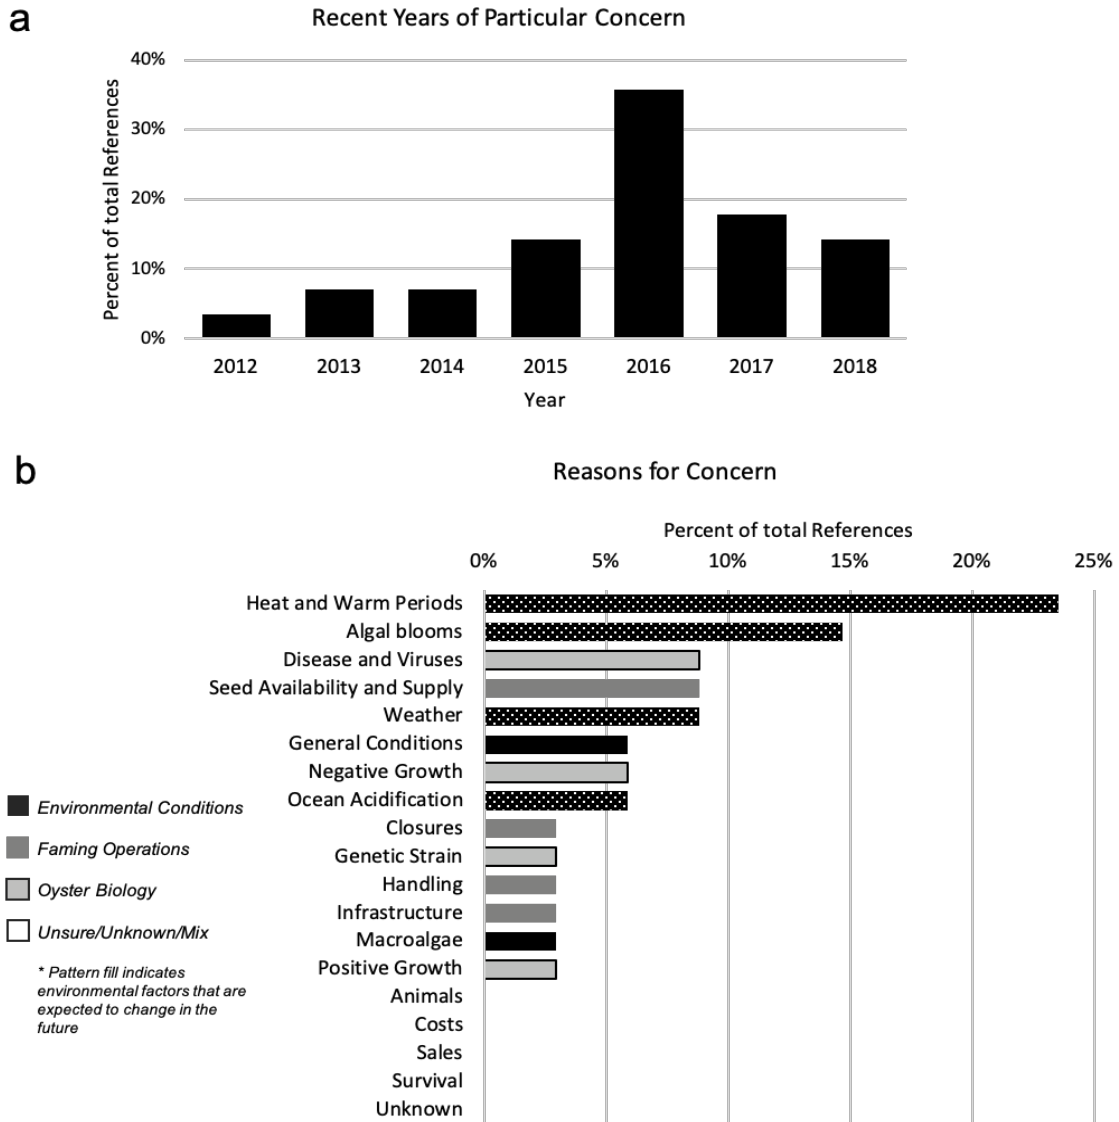 a
Recent Years of Particular Concern
Percent of total References
40%
30%
20%
10%
0%
2012 2013 2014 2015 2016 2017 2018
Year
b
Reasons for Concern
Percent of total References
0% 5% 10% 15% 20% 25%
Heat and Warm Periods
Algal blooms
Disease and Viruses
Seed Availability and Supply
Weather
General Conditions
Negative Growth
Ocean Acidification
Closures
Genetic Strain
Handling
Infrastructure
Macroalgae
Positive Growth
Animals
Costs
Sales
Survival
Unknown
Environmental Conditions
Faming Operations
Oyster Biology
Unsure/Unknown/Mix
* Pattern fill indicates
environmental factors that are
expected to change in the
future